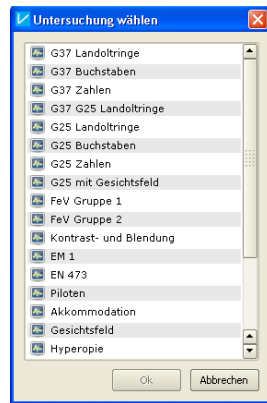 Untersuchung wählen
G37 Landoltringe
G37 Buchstaben
G37 Zahlen
G37 G25 Landoltringe
G25 Landoltringe
G25 Buchstaben
G25 Zahlen
G25 mit Gesichtsfeld
FeV Gruppe 1
FeV Gruppe 2
Kontrast- und Blendung
EM 1
EN 473
Piloten
Akkommodation
Gesichtsfeld
Hyperopie
Ok
Abbrechen